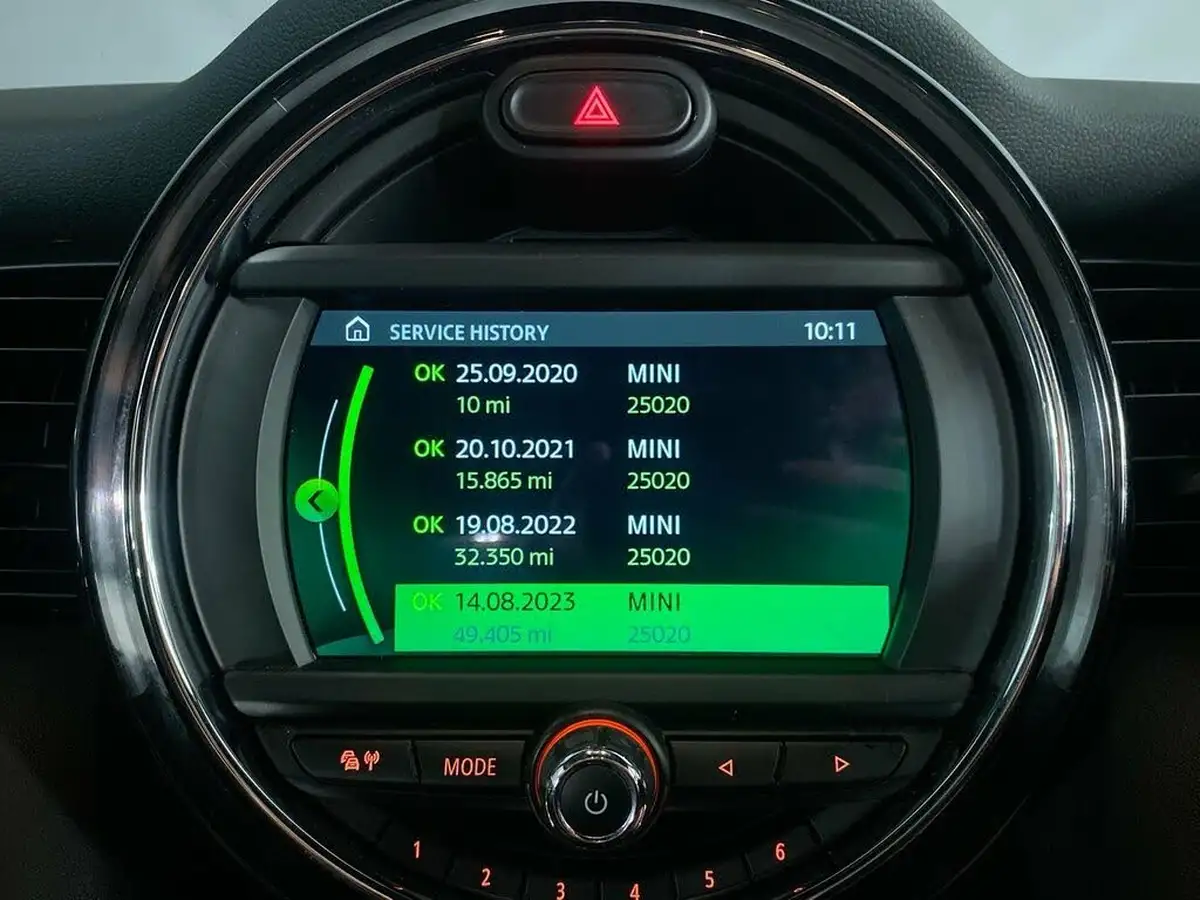 SERVICE HISTORY 10:11
OK 25.09.2020 MINI
10 mi 25020
OK 20.10.2021 MINI
15.865 mi 25020
OK 19.08.2022 MINI
32.350 mi 25020
OK 14.08.2023 MINI
49.405 mi 25020
MODE
1 2 3 4 5 6